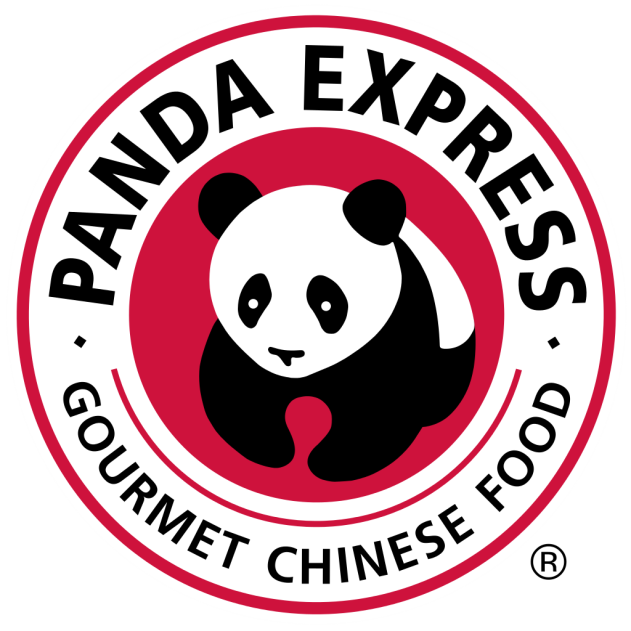 PANDA EXPRESS
· GOURMET CHINESE FOOD ·
®